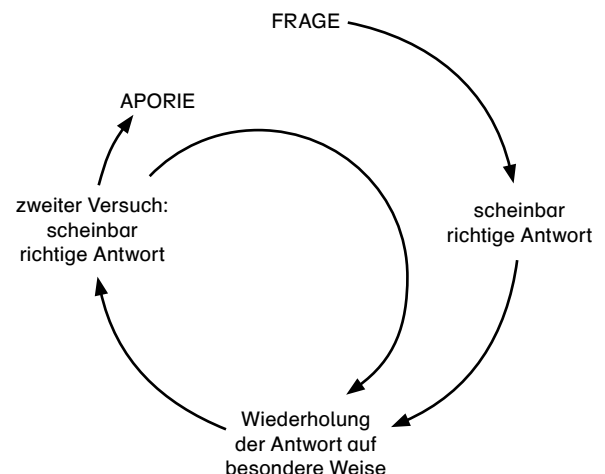 FRAGE
APORIE
zweiter Versuch:
scheinbar
richtige Antwort
scheinbar
richtige Antwort
Wiederholung
der Antwort auf
besondere Weise